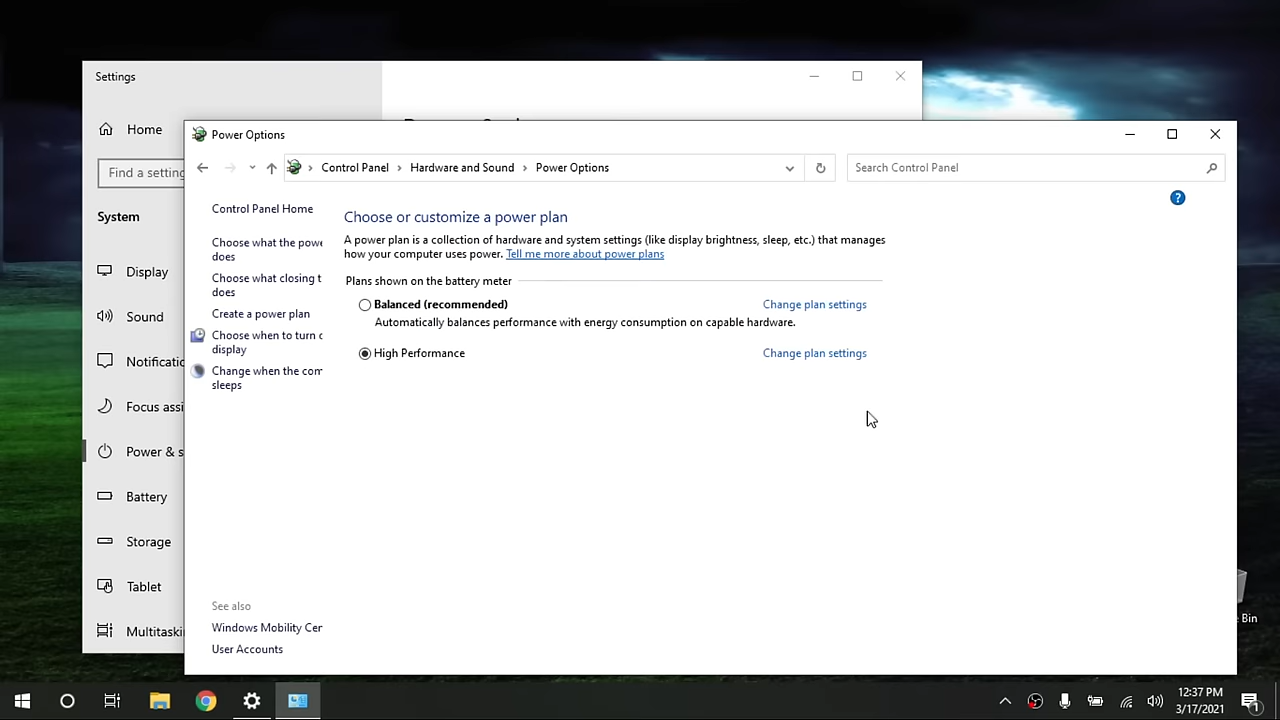 Settings
Home
Find a setting
System
Display
Sound
Notificatic
Focus assi
Power & s
Battery
Storage
Tablet
Multitaski
Power Options
Control Panel
Hardware and Sound
Power Options
Search Control Panel
Control Panel Home
Choose what the powe
does
Choose what closing t
does
Create a power plan
Choose when to turn o
display
Change when the com
sleeps
See also
Windows Mobility Cen
User Accounts
Choose or customize a power plan
A power plan is a collection of hardware and system settings (like display brightness, sleep, etc.) that manages
how your computer uses power. Tell me more about power plans
Plans shown on the battery meter
Balanced (recommended) Change plan settings
Automatically balances performance with energy consumption on capable hardware.
High Performance Change plan settings
Bin
12:37 PM
3/17/2021
1